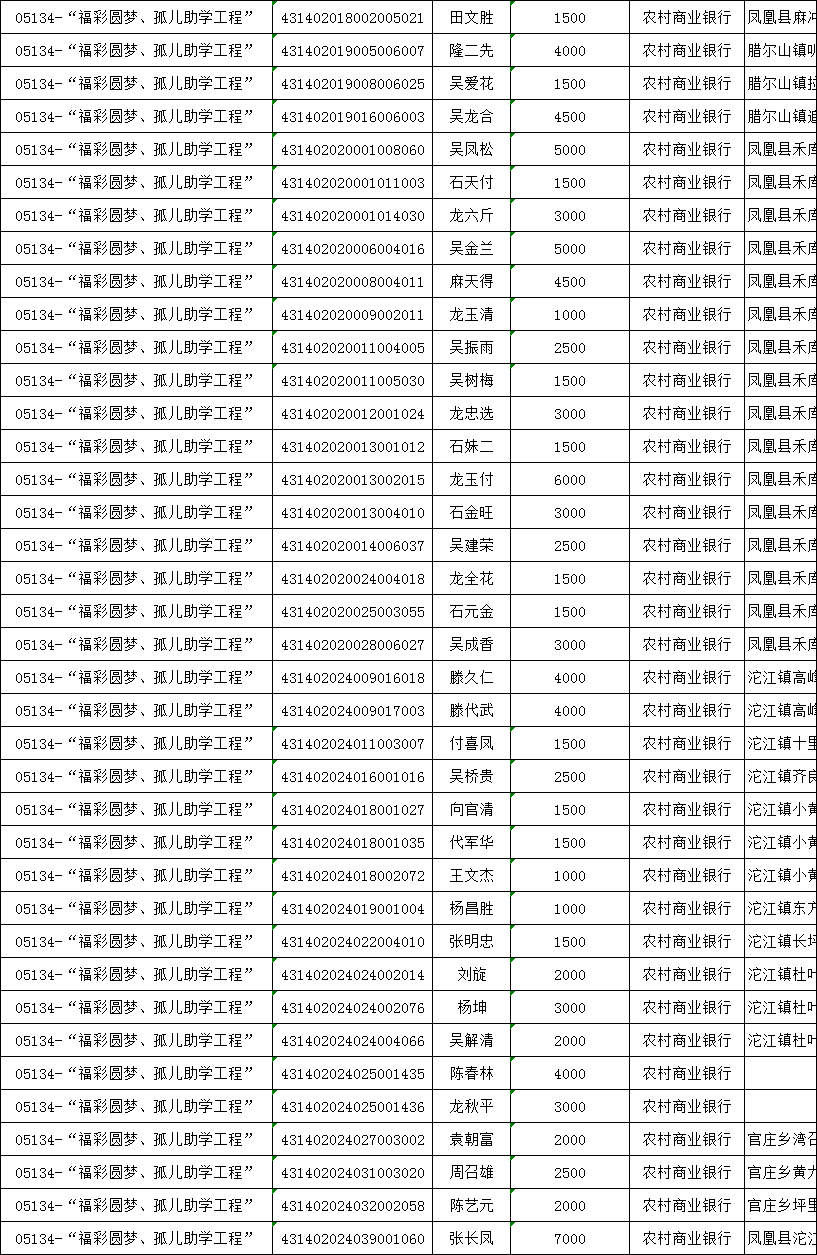 05134-“福彩圆梦、孤儿助学工程” 431402018002005021 田文胜 1500 农村商业银行 凤凰县麻冲
05134-“福彩圆梦、孤儿助学工程” 431402019005006007 隆二先 4000 农村商业银行 腊尔山镇
05134-“福彩圆梦、孤儿助学工程” 431402019008006025 吴爱花 1500 农村商业银行 腊尔山镇
05134-“福彩圆梦、孤儿助学工程” 431402019016006003 吴龙合 4500 农村商业银行 腊尔山镇追
05134-“福彩圆梦、孤儿助学工程” 431402020001008060 吴凤松 5000 农村商业银行 凤凰县禾库
05134-“福彩圆梦、孤儿助学工程” 431402020001011003 石天付 1500 农村商业银行 凤凰县禾库
05134-“福彩圆梦、孤儿助学工程” 431402020001014030 龙六斤 3000 农村商业银行 凤凰县禾库
05134-“福彩圆梦、孤儿助学工程” 431402020006004016 吴金兰 5000 农村商业银行 凤凰县禾库
05134-“福彩圆梦、孤儿助学工程” 431402020008004011 麻天得 4500 农村商业银行 凤凰县禾库
05134-“福彩圆梦、孤儿助学工程” 431402020009002011 龙玉清 1000 农村商业银行 凤凰县禾库
05134-“福彩圆梦、孤儿助学工程” 431402020011004005 吴振雨 2500 农村商业银行 凤凰县禾库
05134-“福彩圆梦、孤儿助学工程” 431402020011005030 吴树梅 1500 农村商业银行 凤凰县禾库
05134-“福彩圆梦、孤儿助学工程” 431402020012001024 龙忠选 3000 农村商业银行 凤凰县禾库
05134-“福彩圆梦、孤儿助学工程” 431402020013001012 石妹二 1500 农村商业银行 凤凰县禾库
05134-“福彩圆梦、孤儿助学工程” 431402020013002015 龙玉付 6000 农村商业银行 凤凰县禾库
05134-“福彩圆梦、孤儿助学工程” 431402020013004010 石金旺 3000 农村商业银行 凤凰县禾库
05134-“福彩圆梦、孤儿助学工程” 431402020014006037 吴建荣 2500 农村商业银行 凤凰县禾库
05134-“福彩圆梦、孤儿助学工程” 431402020024004018 龙全花 1500 农村商业银行 凤凰县禾库
05134-“福彩圆梦、孤儿助学工程” 431402020025003055 石元金 1500 农村商业银行 凤凰县禾库
05134-“福彩圆梦、孤儿助学工程” 431402020028006027 吴成香 3000 农村商业银行 凤凰县禾库
05134-“福彩圆梦、孤儿助学工程” 431402024009016018 滕久仁 4000 农村商业银行 沱江镇高峰
05134-“福彩圆梦、孤儿助学工程” 431402024009017003 滕代武 4000 农村商业银行 沱江镇高峰
05134-“福彩圆梦、孤儿助学工程” 431402024011003007 付喜凤 1500 农村商业银行 沱江镇十里
05134-“福彩圆梦、孤儿助学工程” 431402024016001016 吴桥贵 2500 农村商业银行 沱江镇齐良
05134-“福彩圆梦、孤儿助学工程” 431402024018001027 向官清 1500 农村商业银行 沱江镇小黄
05134-“福彩圆梦、孤儿助学工程” 431402024018001035 代军华 1500 农村商业银行 沱江镇小黄
05134-“福彩圆梦、孤儿助学工程” 431402024018002072 王文杰 1000 农村商业银行 沱江镇小黄
05134-“福彩圆梦、孤儿助学工程” 431402024019001004 杨昌胜 1000 农村商业银行 沱江镇东方
05134-“福彩圆梦、孤儿助学工程” 431402024022004010 张明忠 1500 农村商业银行 沱江镇长坪
05134-“福彩圆梦、孤儿助学工程” 431402024024002014 刘旋 2000 农村商业银行 沱江镇杜叶
05134-“福彩圆梦、孤儿助学工程” 431402024024002076 杨坤 3000 农村商业银行 沱江镇杜叶
05134-“福彩圆梦、孤儿助学工程” 431402024024004066 吴解清 2000 农村商业银行 沱江镇杜叶
05134-“福彩圆梦、孤儿助学工程” 431402024025001435 陈春林 4000 农村商业银行
05134-“福彩圆梦、孤儿助学工程” 431402024025001436 龙秋平 3000 农村商业银行
05134-“福彩圆梦、孤儿助学工程” 431402024027003002 袁朝富 2000 农村商业银行 官庄乡湾召
05134-“福彩圆梦、孤儿助学工程” 431402024031003020 周召雄 2500 农村商业银行 官庄乡黄
05134-“福彩圆梦、孤儿助学工程” 431402024032002058 陈艺元 2000 农村商业银行 官庄乡坪里
05134-“福彩圆梦、孤儿助学工程” 431402024039001060 张长凤 7000 农村商业银行 凤凰县沱江